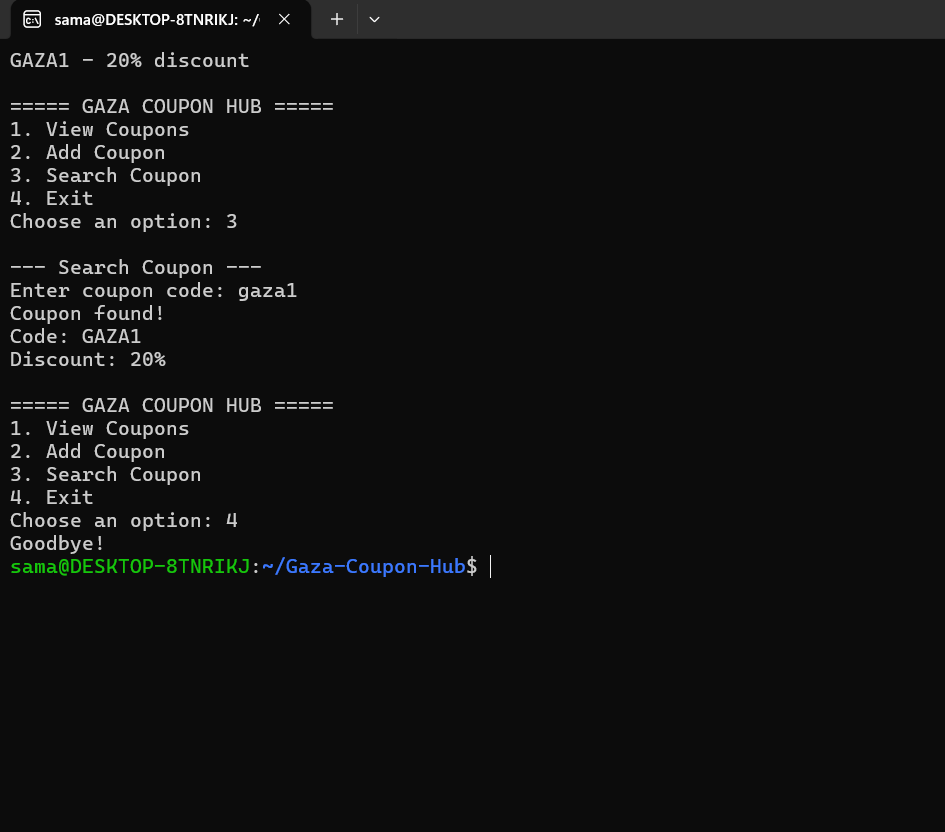 sama@DESKTOP-8TNRIKJ: ~/
GAZA1 - 20% discount
===== GAZA COUPON HUB =====
1. View Coupons
2. Add Coupon
3. Search Coupon
4. Exit
Choose an option: 3
--- Search Coupon ---
Enter coupon code: gaza1
Coupon found!
Code: GAZA1
Discount: 20%
===== GAZA COUPON HUB =====
1. View Coupons
2. Add Coupon
3. Search Coupon
4. Exit
Choose an option: 4
Goodbye!
sama@DESKTOP-8TNRIKJ:~/Gaza-Coupon-Hub$